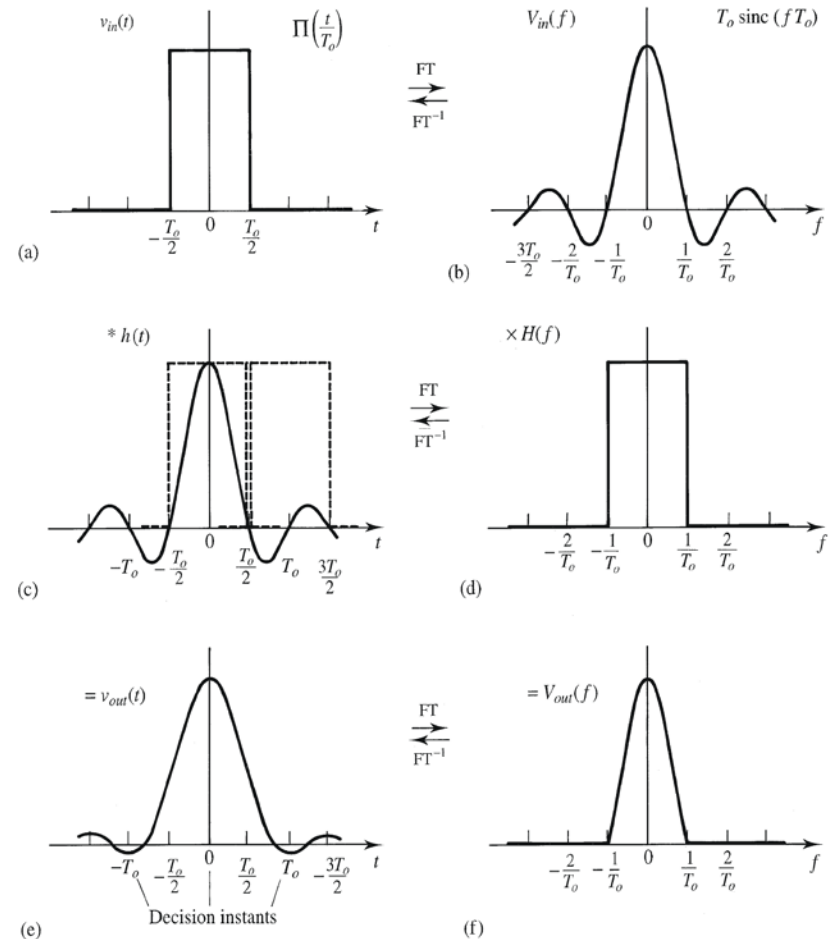 v_in(t)
Π(t/T_o)
−T_o/2 0 T_o/2 t
(a)
FT
FT⁻¹
V_in(f)
T_o sinc (f T_o)
−3T_o/2 −2/T_o −1/T_o 0 1/T_o 2/T_o f
(b)
* h(t)
−T_o −T_o/2 0 T_o/2 T_o 3T_o/2 t
(c)
FT
FT⁻¹
× H(f)
−2/T_o −1/T_o 0 1/T_o 2/T_o f
(d)
= v_out(t)
−T_o −T_o/2 0 T_o/2 T_o −3T_o/2 t
Decision instants
(e)
FT
FT⁻¹
= V_out(f)
−2/T_o −1/T_o 0 1/T_o 2/T_o f
(f)